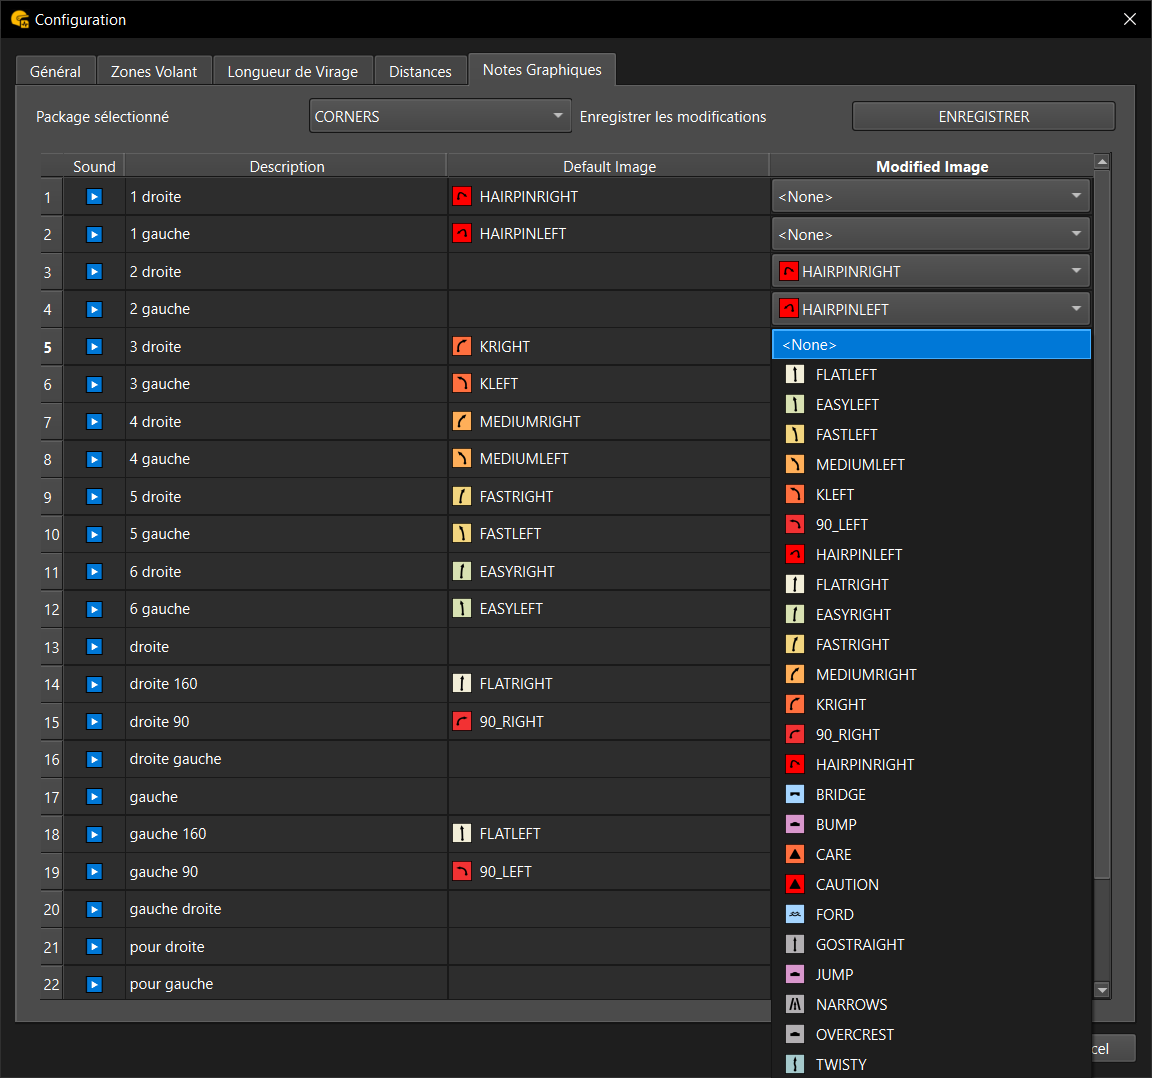 Configuration
Général Zones Volant Longueur de Virage Distances Notes Graphiques
Package sélectionné CORNERS Enregistrer les modifications ENREGISTRER
Sound Description Default Image Modified Image
1 1 droite HAIRPINRIGHT <None>
2 1 gauche HAIRPINLEFT <None>
3 2 droite HAIRPINRIGHT
4 2 gauche HAIRPINLEFT
5 3 droite KRIGHT <None>
6 3 gauche KLEFT FLATLEFT
EASYLEFT
7 4 droite MEDIUMRIGHT FASTLEFT
8 4 gauche MEDIUMLEFT MEDIUMLEFT
9 5 droite FASTRIGHT KLEFT
10 5 gauche FASTLEFT 90_LEFT
HAIRPINLEFT
11 6 droite EASYRIGHT FLATRIGHT
12 6 gauche EASYLEFT EASYRIGHT
13 droite FASTRIGHT
14 droite 160 FLATRIGHT MEDIUMRIGHT
KRIGHT
15 droite 90 90_RIGHT 90_RIGHT
16 droite gauche HAIRPINRIGHT
17 gauche BRIDGE
18 gauche 160 FLATLEFT BUMP
CARE
19 gauche 90 90_LEFT CAUTION
20 gauche droite FORD
21 pour droite GOSTRAIGHT
22 pour gauche JUMP
NARROWS
OVERCREST
cel
TWISTY